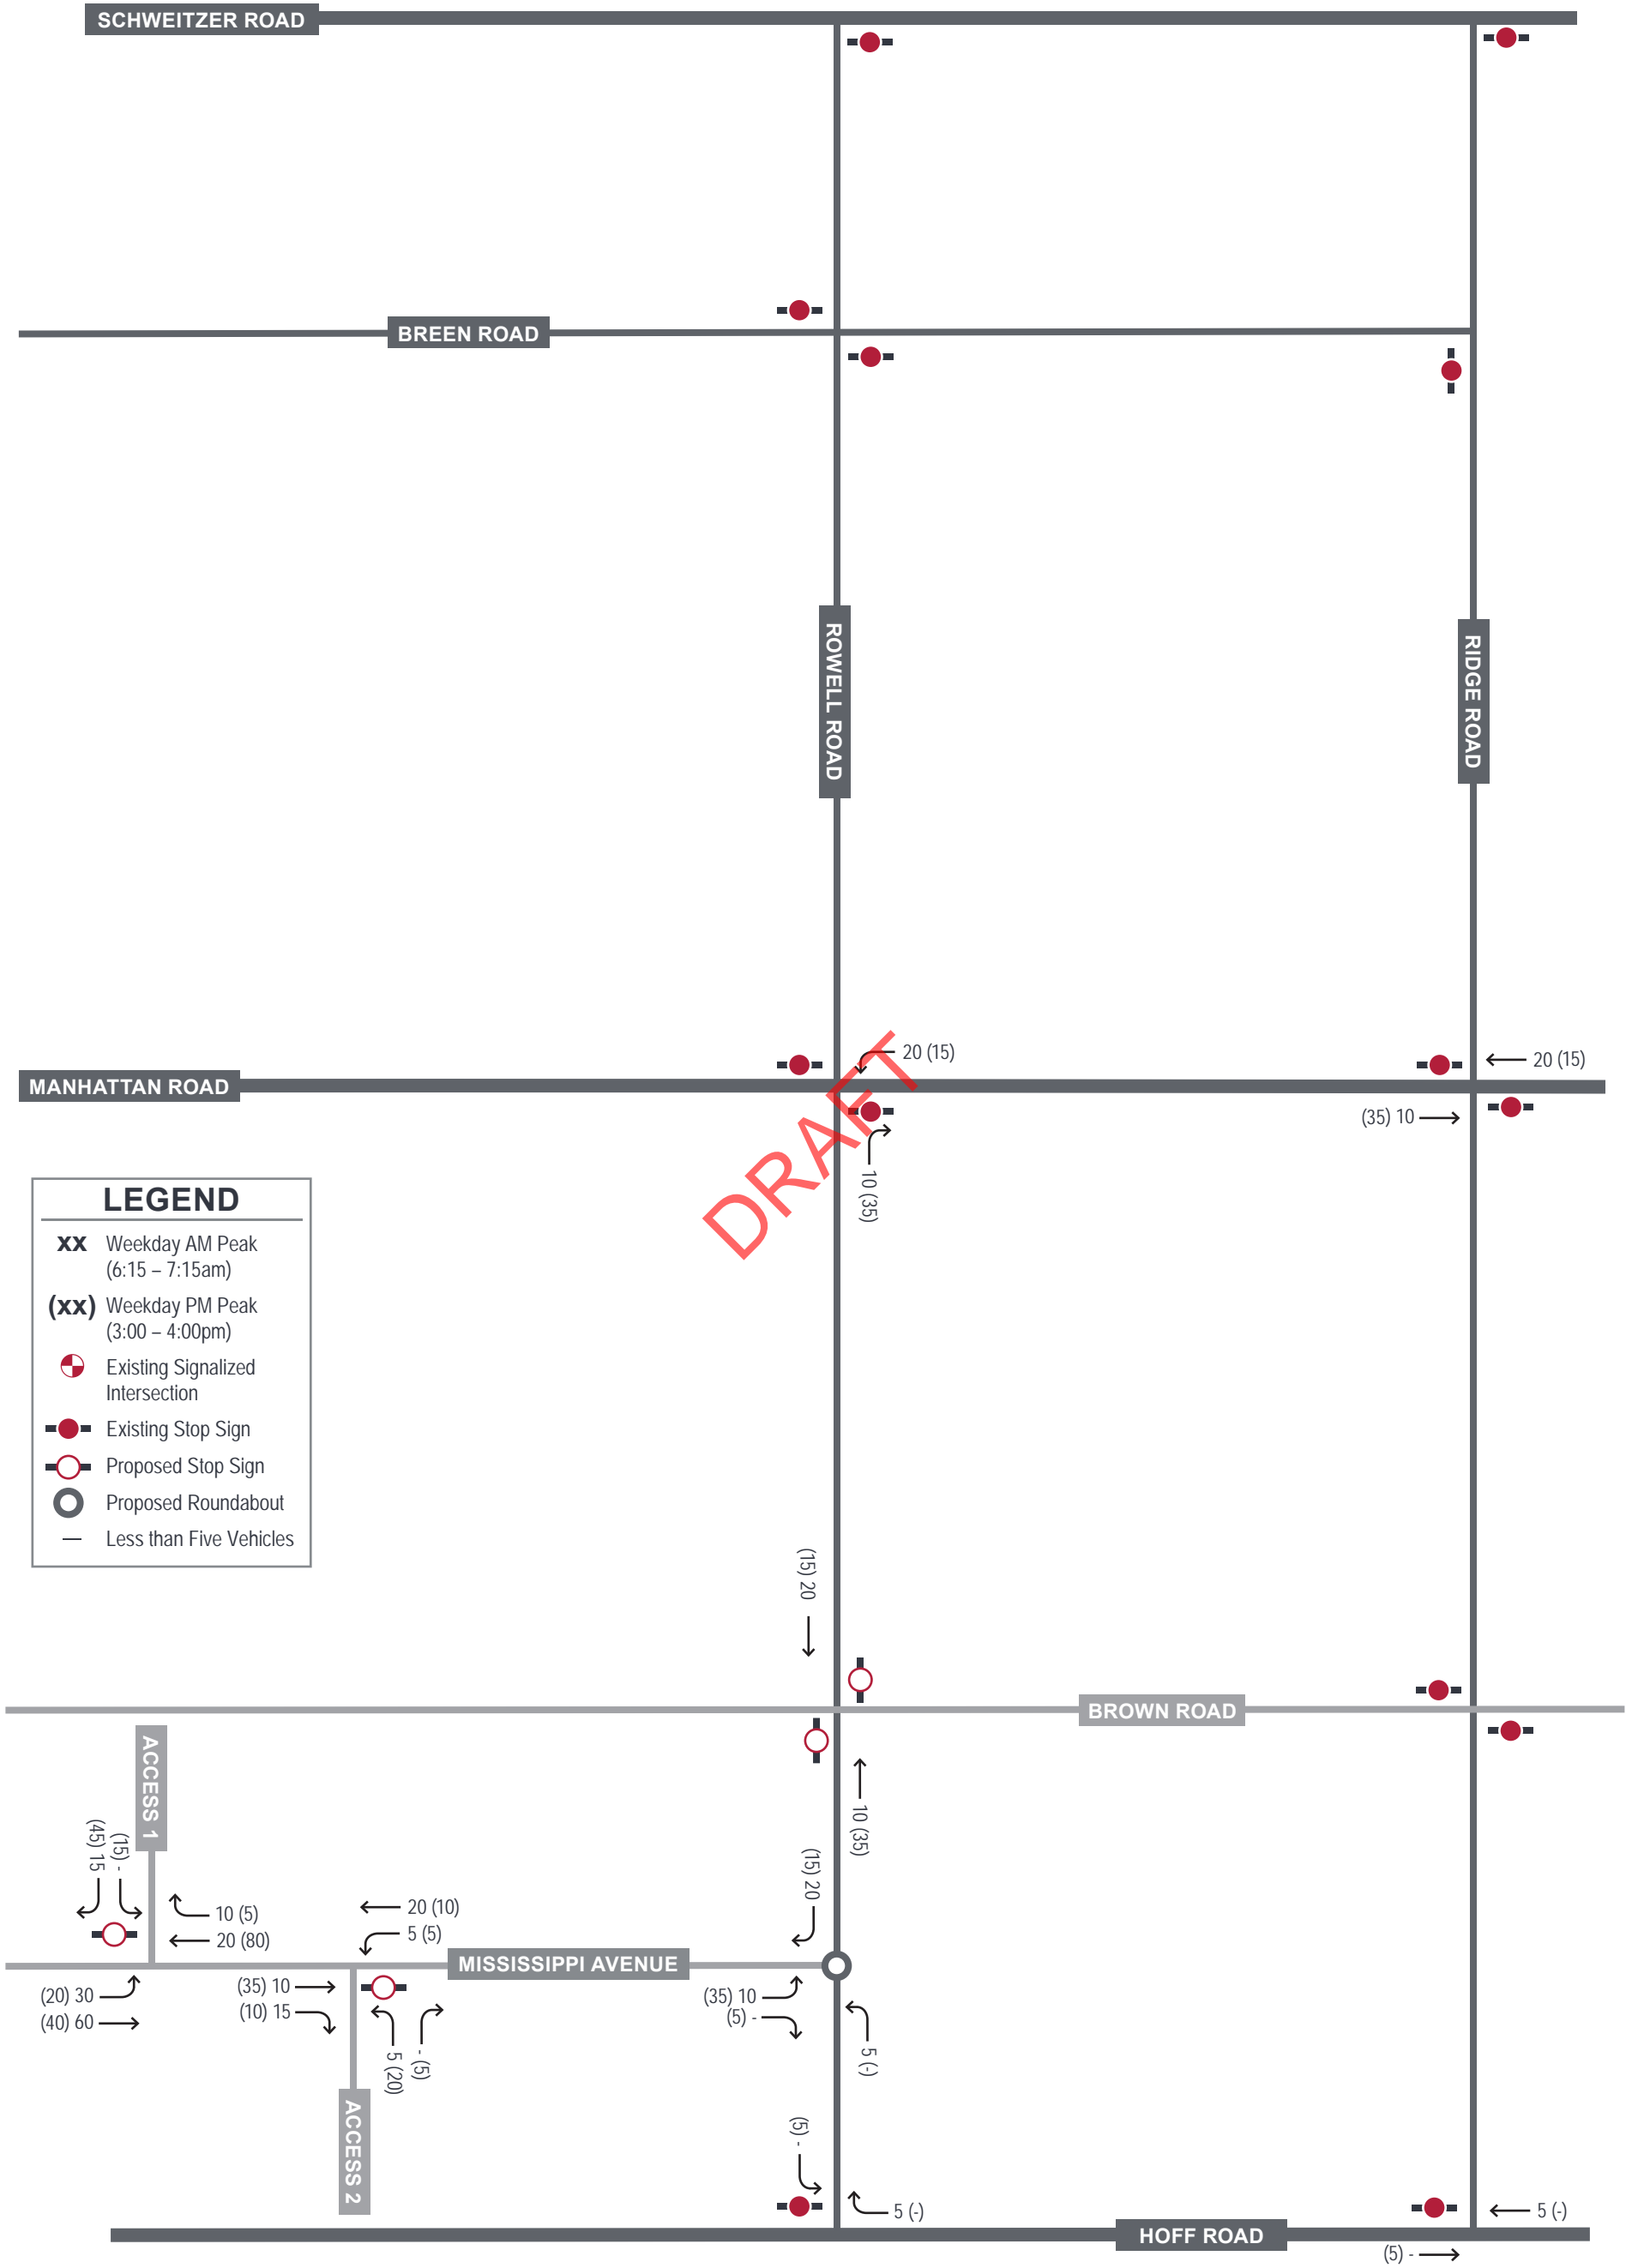 SCHWEITZER ROAD
BREEN ROAD
ROWELL ROAD
RIDGE ROAD
20 (15)
20 (15)
MANHATTAN ROAD
(35) 10
10 (35)
DRAFT
LEGEND
xx Weekday AM Peak
(6:15 – 7:15am)
(xx) Weekday PM Peak
(3:00 – 4:00pm)
Existing Signalized
Intersection
Existing Stop Sign
Proposed Stop Sign
Proposed Roundabout
— Less than Five Vehicles
(15) 20
BROWN ROAD
ACCESS 1
10 (35)
(45) 15
(15) -
(15) 20
10 (5)
20 (80)
20 (10)
5 (5)
MISSISSIPPI AVENUE
(20) 30
(40) 60
(35) 10
(10) 15
5 (20)
- (5)
(35) 10
(5) -
5 (-)
ACCESS 2
(5) -
5 (-)
5 (-)
HOFF ROAD
(5) -